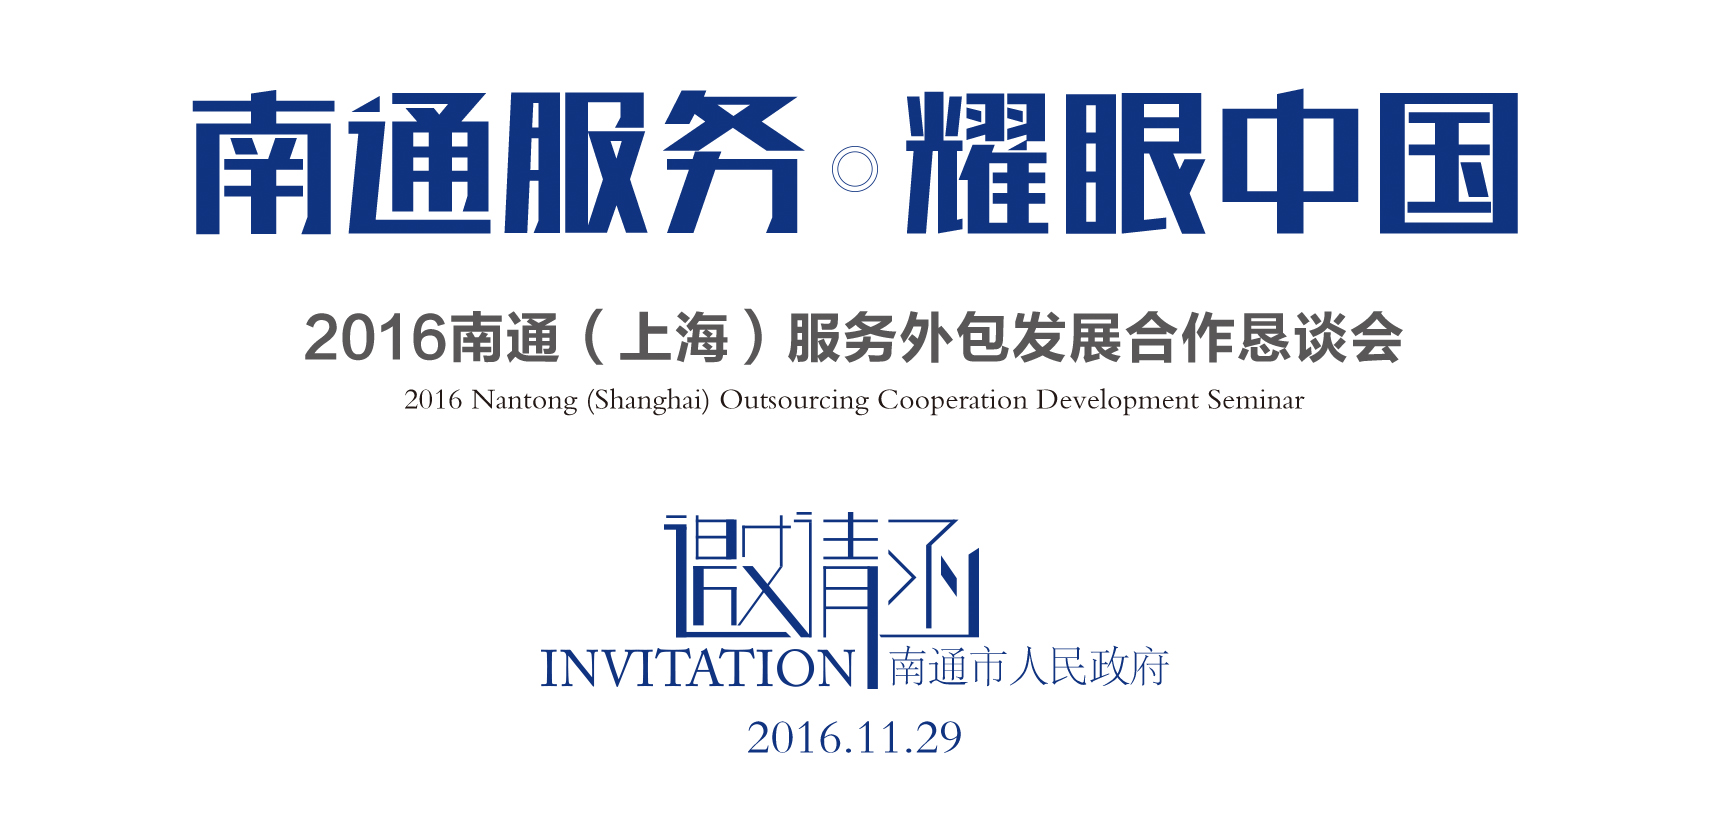 南通服务◎耀眼中国
2016南通（上海）服务外包发展合作恳谈会
2016 Nantong (Shanghai) Outsourcing Cooperation Development Seminar
邀请函
INVITATION 南通市人民政府
2016.11.29